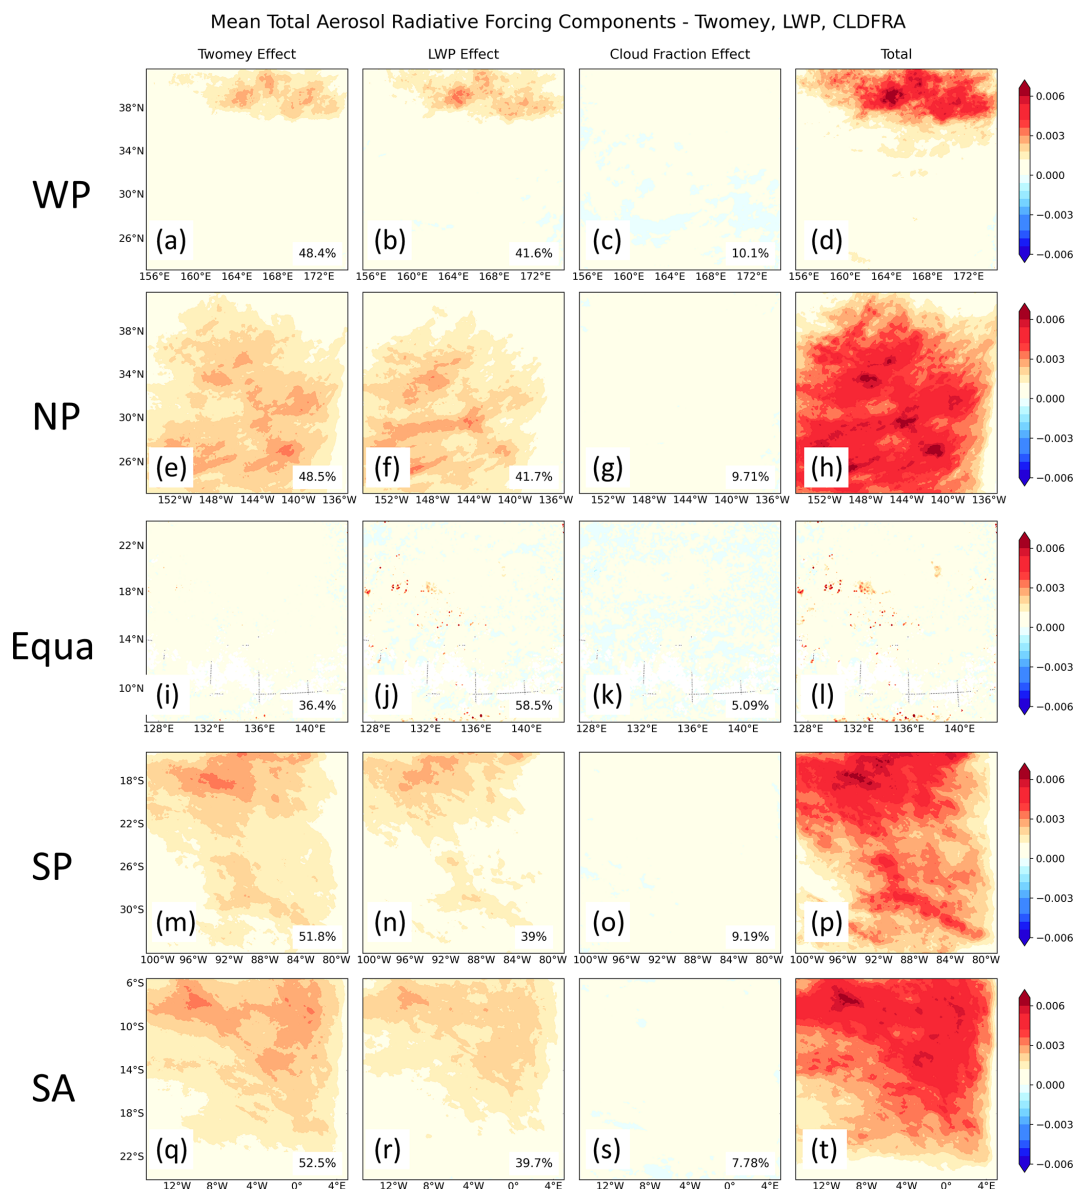 Mean Total Aerosol Radiative Forcing Components - Twomey, LWP, CLDFRA
Twomey Effect LWP Effect Cloud Fraction Effect Total
WP
38°N
34°N
30°N
26°N
(a) 48.4% (b) 41.6% (c) 10.1% (d)
156°E 160°E 164°E 168°E 172°E 156°E 160°E 164°E 168°E 172°E 156°E 160°E 164°E 168°E 172°E 156°E 160°E 164°E 168°E 172°E
0.006
0.003
0.000
−0.003
−0.006
NP
38°N
34°N
30°N
26°N
(e) 48.5% (f) 41.7% (g) 9.71% (h)
152°W 148°W 144°W 140°W 136°W 152°W 148°W 144°W 140°W 136°W 152°W 148°W 144°W 140°W 136°W 152°W 148°W 144°W 140°W 136°W
0.006
0.003
0.000
−0.003
−0.006
Equa
22°N
18°N
14°N
10°N
(i) 36.4% (j) 58.5% (k) 5.09% (l)
128°E 132°E 136°E 140°E 128°E 132°E 136°E 140°E 128°E 132°E 136°E 140°E 128°E 132°E 136°E 140°E
0.006
0.003
0.000
−0.003
−0.006
SP
18°S
22°S
26°S
30°S
(m) 51.8% (n) 39% (o) 9.19% (p)
100°W 96°W 92°W 88°W 84°W 80°W 100°W 96°W 92°W 88°W 84°W 80°W 100°W 96°W 92°W 88°W 84°W 80°W 100°W 96°W 92°W 88°W 84°W 80°W
0.006
0.003
0.000
−0.003
−0.006
SA
6°S
10°S
14°S
18°S
22°S
(q) 52.5% (r) 39.7% (s) 7.78% (t)
12°W 8°W 4°W 0° 4°E 12°W 8°W 4°W 0° 4°E 12°W 8°W 4°W 0° 4°E 12°W 8°W 4°W 0° 4°E
0.006
0.003
0.000
−0.003
−0.006